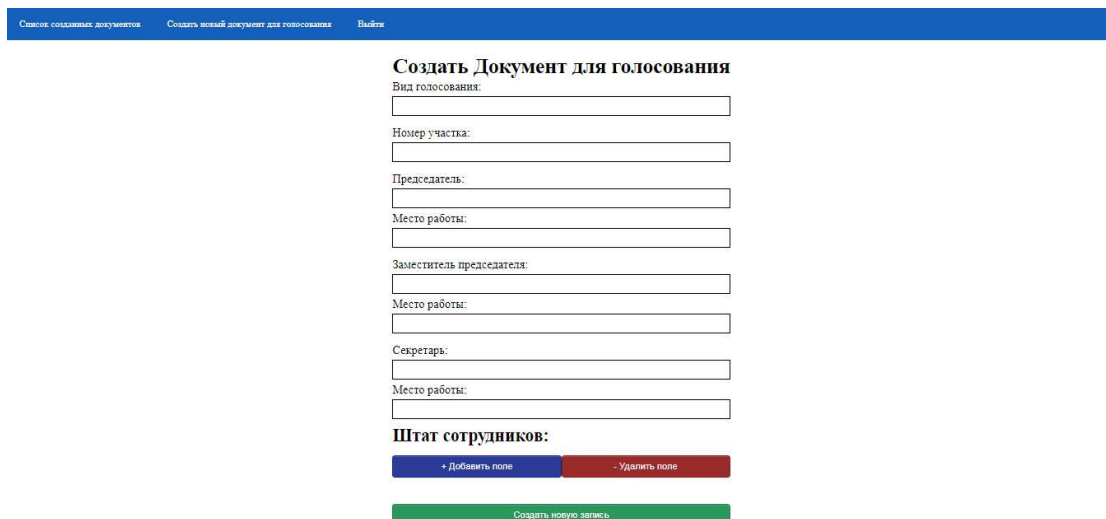 Список созданных документов Создать новый документ для голосования Выйти
Создать Документ для голосования
Вид голосования:
Номер участка:
Председатель:
Место работы:
Заместитель председателя:
Место работы:
Секретарь:
Место работы:
Штат сотрудников:
+ Добавить поле - Удалить поле
Создать новую запись